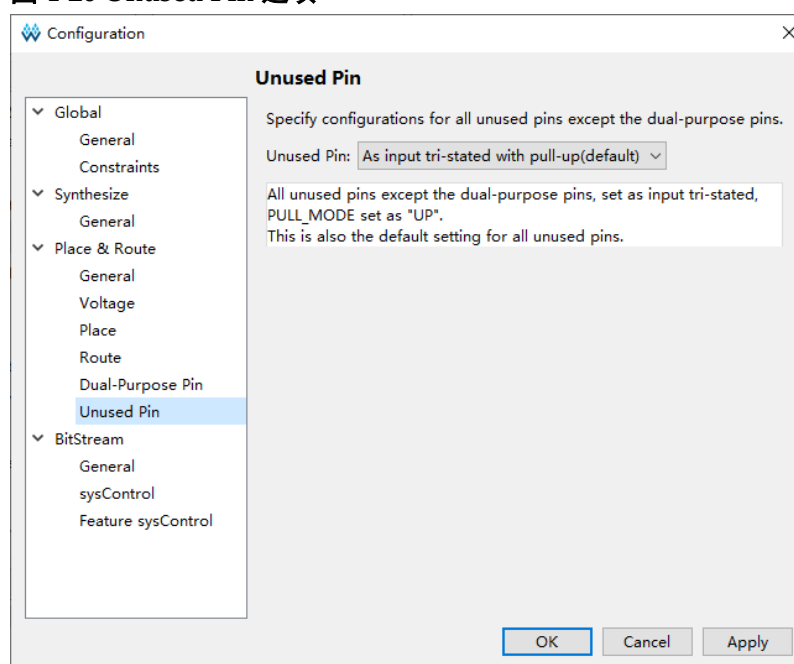 Configuration
Unused Pin
Global
General
Constraints
Synthesize
General
Place & Route
General
Voltage
Place
Route
Dual-Purpose Pin
Unused Pin
BitStream
General
sysControl
Feature sysControl
Specify configurations for all unused pins except the dual-purpose pins.
Unused Pin: As input tri-stated with pull-up(default)
All unused pins except the dual-purpose pins, set as input tri-stated,
PULL_MODE set as "UP".
This is also the default setting for all unused pins.
OK Cancel Apply